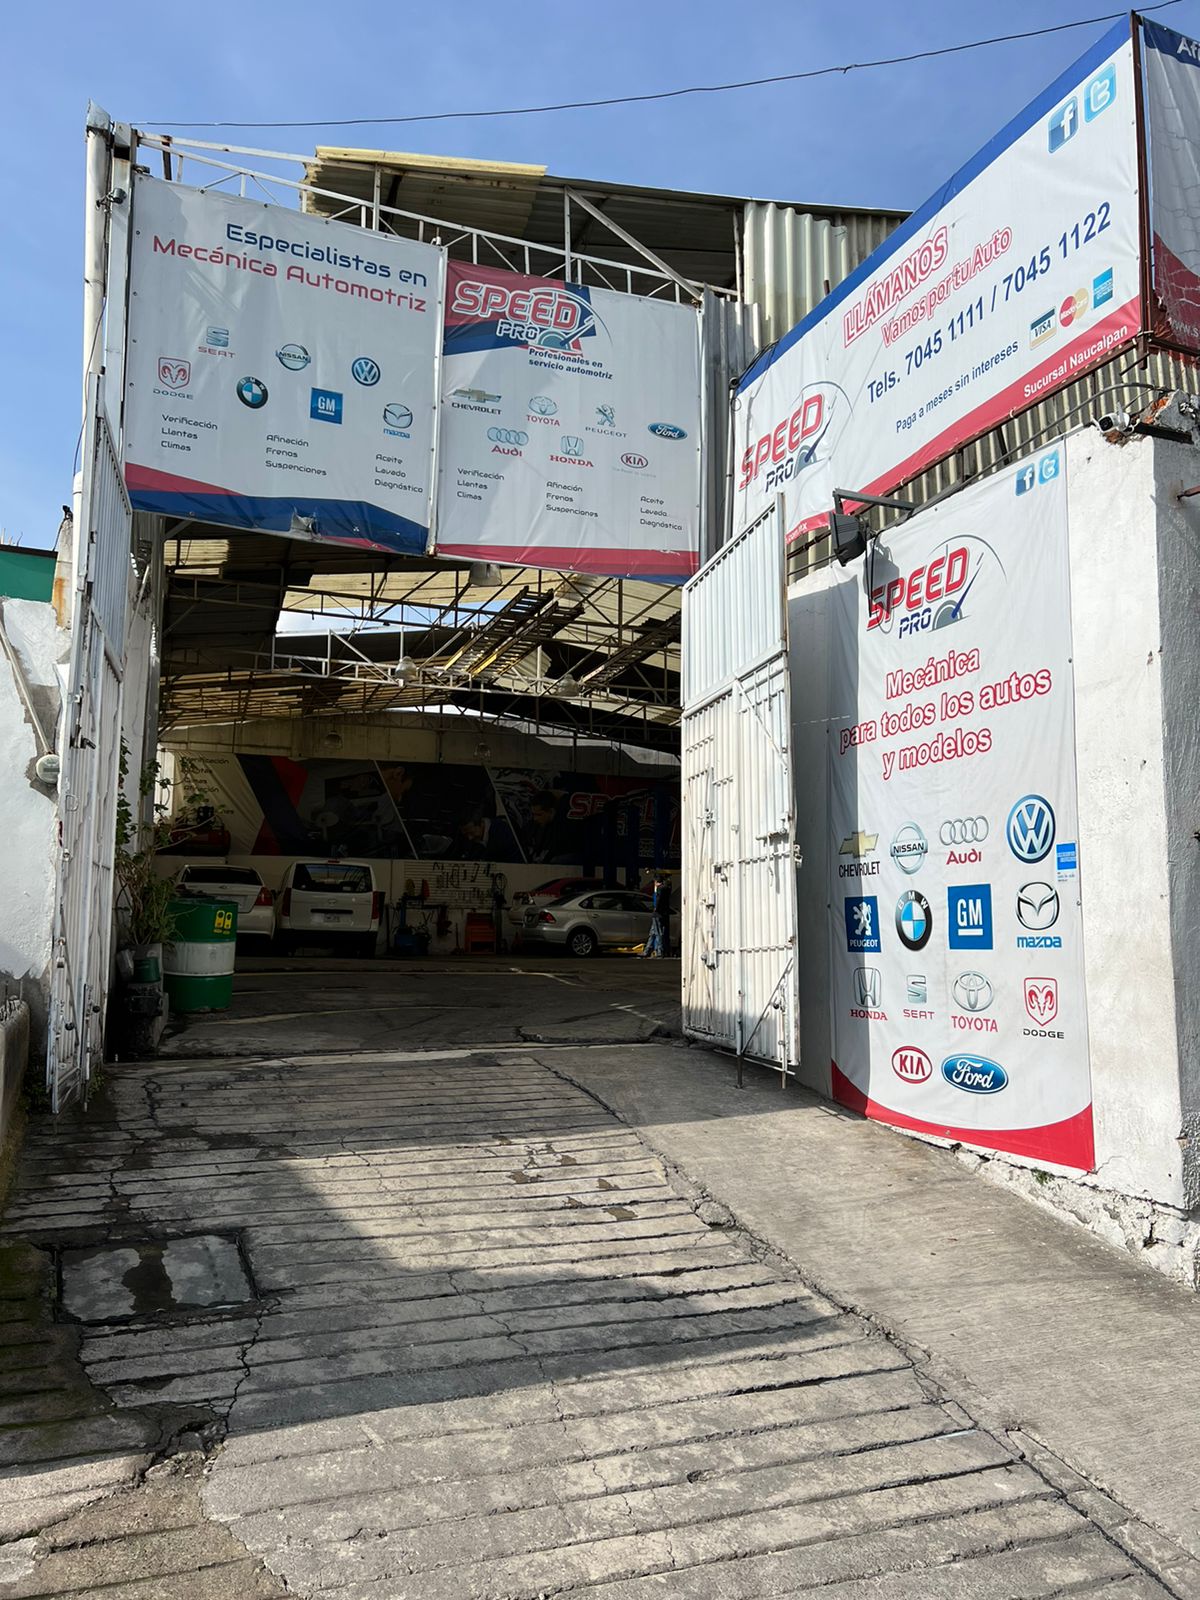 Especialistas en
Mecánica Automotriz
SEAT
NISSAN
DODGE
BMW
GM
mazda
Verificación
Llantas
Climas
Afinación
Frenos
Suspenciones
Aceite
Lavado
Diagnóstico
SPEED
PRO
Profesionales en
servicio automotriz
CHEVROLET
TOYOTA
PEUGEOT
Ford
Audi
HONDA
KIA
Verificación
Llantas
Climas
Afinación
Frenos
Suspenciones
Aceite
Lavado
Diagnóstico
LLÁMANOS
Vamos por tu Auto
Tels. 7045 1111 / 7045 1122
Paga a meses sin intereses
VISA
MasterCard
Sucursal Naucalpan
SPEED
PRO
SPEED
PRO
Mecánica
para todos los autos
y modelos
CHEVROLET
NISSAN
Audi
PEUGEOT
BMW
GM
mazda
HONDA
SEAT
TOYOTA
DODGE
KIA
Ford